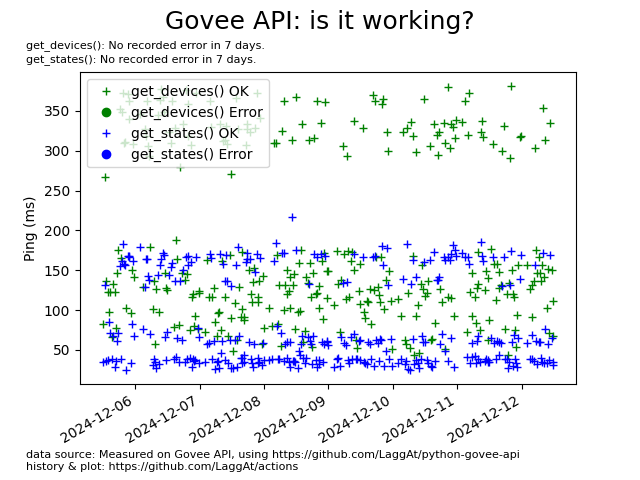 Govee API: is it working?
get_devices(): No recorded error in 7 days.
get_states(): No recorded error in 7 days.
get_devices() OK
get_devices() Error
get_states() OK
get_states() Error
Ping (ms)
350
300
250
200
150
100
50
2024-12-06
2024-12-07
2024-12-08
2024-12-09
2024-12-10
2024-12-11
2024-12-12
data source: Measured on Govee API, using https://github.com/LaggAt/python-govee-api
history & plot: https://github.com/LaggAt/actions